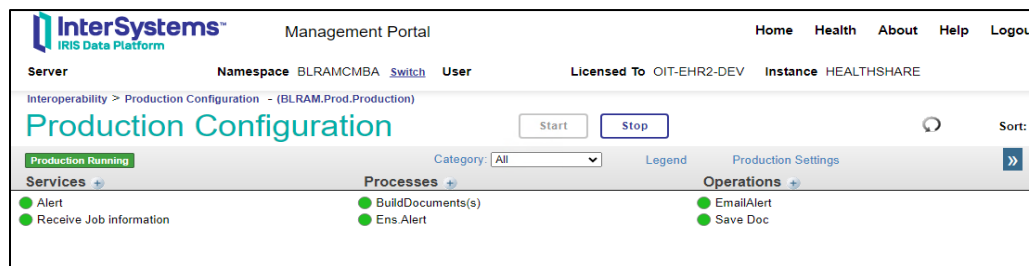 InterSystems™ Management Portal Home Health About Help Logou
IRIS Data Platform
Server Namespace BLRAMCMBA Switch User Licensed To OIT-EHR2-DEV Instance HEALTHSHARE
Interoperability > Production Configuration - (BLRAM.Prod.Production)
Production Configuration Start Stop Sort:
Production Running Category: All Legend Production Settings »
Services Processes Operations
Alert BuildDocuments(s) EmailAlert
Receive Job information Ens.Alert Save Doc